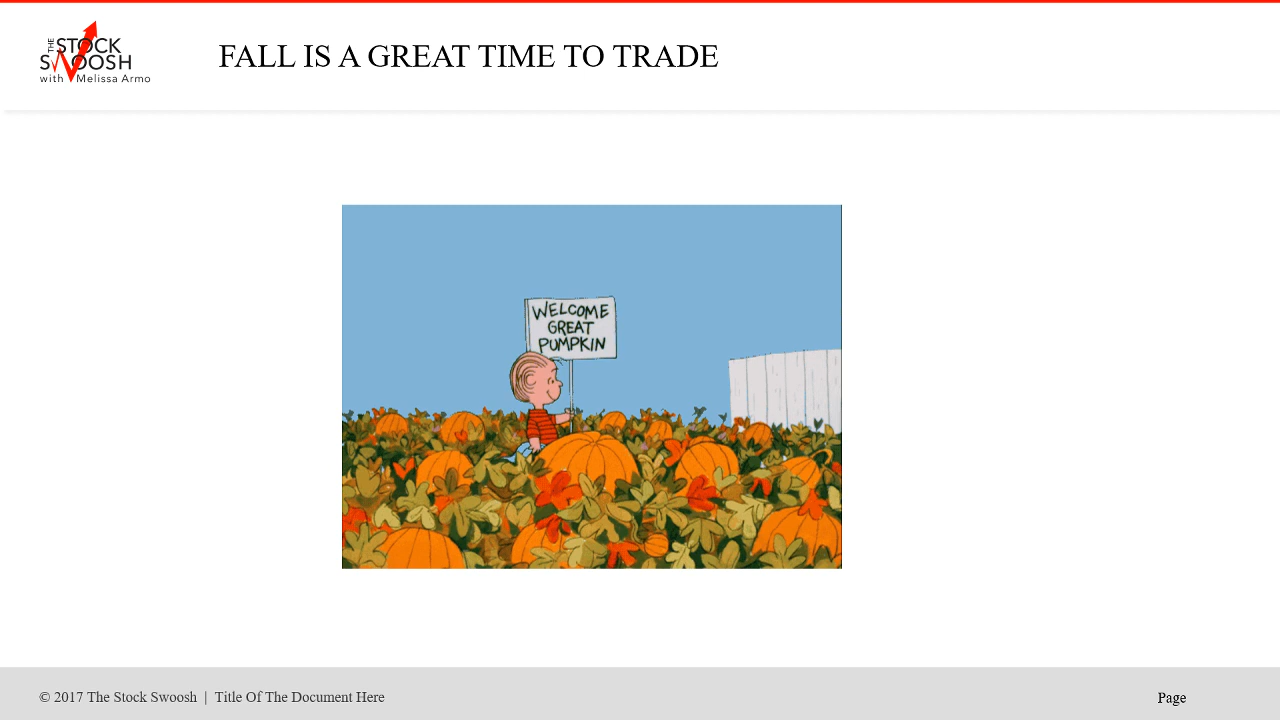 THE STOCK
SWOOSH
with Melissa Armo
FALL IS A GREAT TIME TO TRADE
WELCOME
GREAT
PUMPKIN
© 2017 The Stock Swoosh | Title Of The Document Here
Page